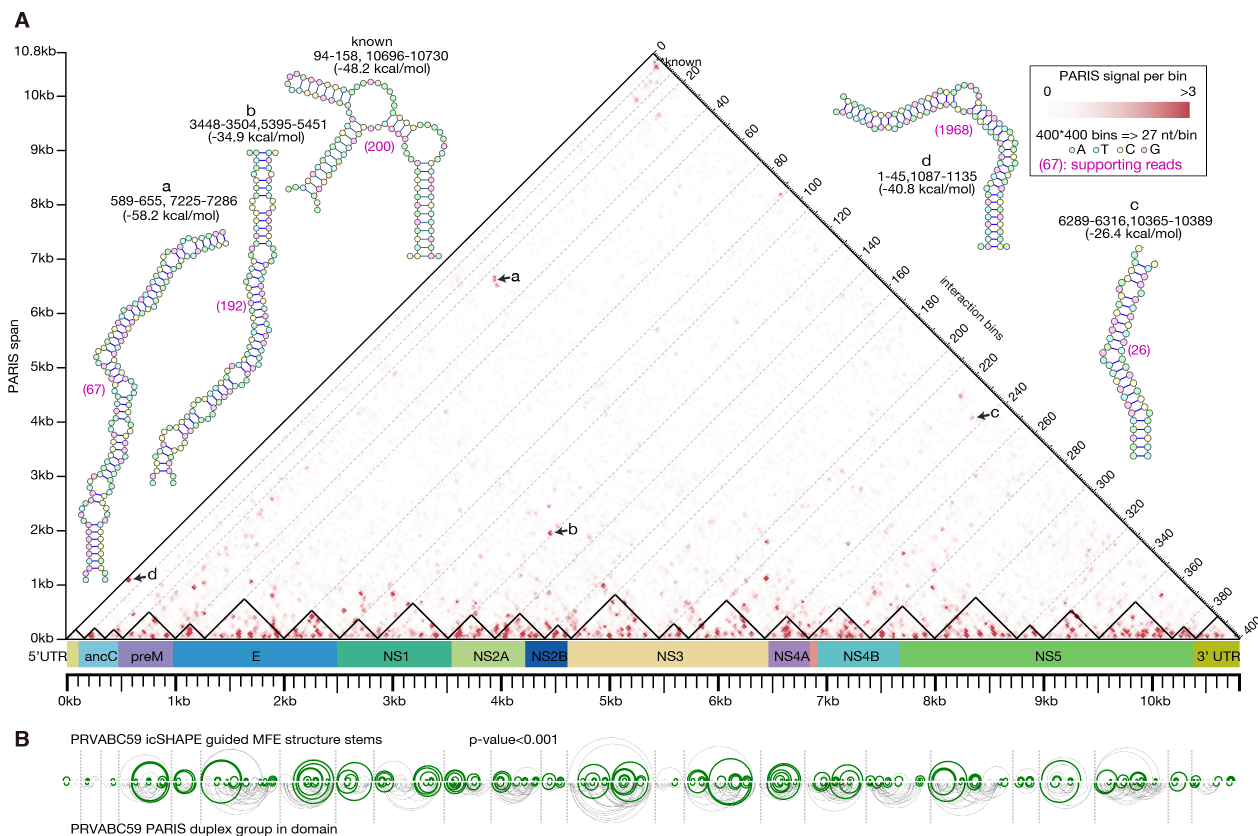 A
10.8kb
10kb
9kb
8kb
7kb
6kb
5kb
4kb
3kb
2kb
1kb
0kb
PARIS span
known
94-158, 10696-10730
(-48.2 kcal/mol)
(200)
b
3448-3504,5395-5451
(-34.9 kcal/mol)
(192)
a
589-655, 7225-7286
(-58.2 kcal/mol)
(67)
known
a
b
c
d
0
20
40
60
80
100
120
140
160
180
200
220
240
260
280
300
320
340
360
380
400
interaction bins
(1968)
d
1-45,1087-1135
(-40.8 kcal/mol)
PARIS signal per bin
0 >3
400*400 bins => 27 nt/bin
A T C G
(67): supporting reads
c
6289-6316,10365-10389
(-26.4 kcal/mol)
(26)
5'UTR ancC preM E NS1 NS2A NS2B NS3 NS4A NS4B NS5 3' UTR
0kb 1kb 2kb 3kb 4kb 5kb 6kb 7kb 8kb 9kb 10kb
B
PRVABC59 icSHAPE guided MFE structure stems p-value<0.001
PRVABC59 PARIS duplex group in domain